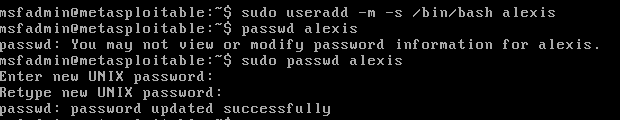 msfadmin@metasploitable:~$ sudo useradd -m -s /bin/bash alexis
msfadmin@metasploitable:~$ passwd alexis
passwd: You may not view or modify password information for alexis.
msfadmin@metasploitable:~$ sudo passwd alexis
Enter new UNIX password:
Retype new UNIX password:
passwd: password updated successfully